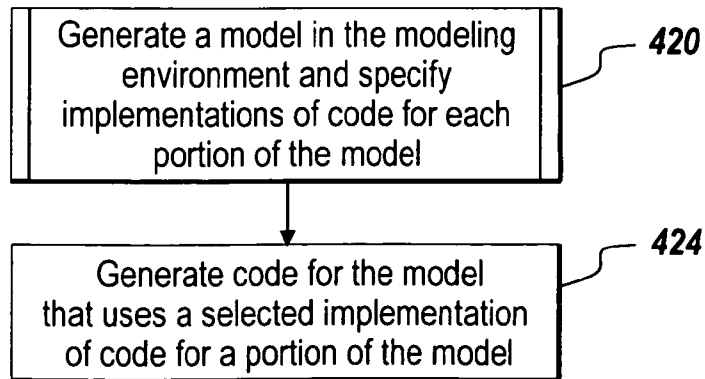 Generate a model in the modeling
environment and specify
implementations of code for each
portion of the model
420
Generate code for the model
that uses a selected implementation
of code for a portion of the model
424